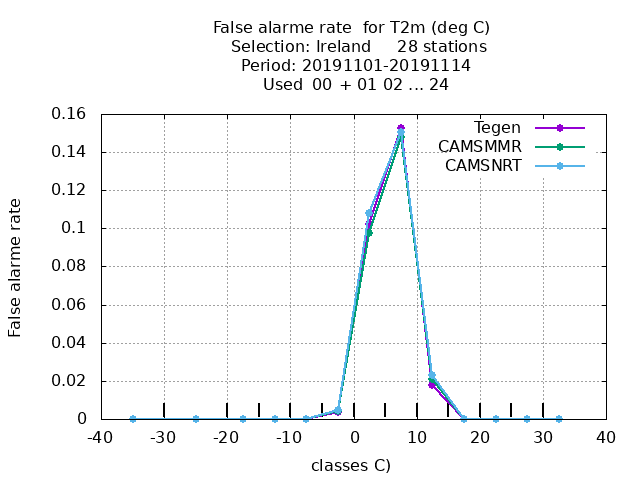 False alarme rate  for T2m (deg C)
Selection: Ireland     28 stations
Period: 20191101-20191114
Used  00  + 01 02 ... 24
Tegen
CAMSMMR
CAMSNRT
0.16
0.14
0.12
0.1
0.08
0.06
0.04
0.02
0
False alarme rate
-40 -30 -20 -10 0 10 20 30 40
classes C)